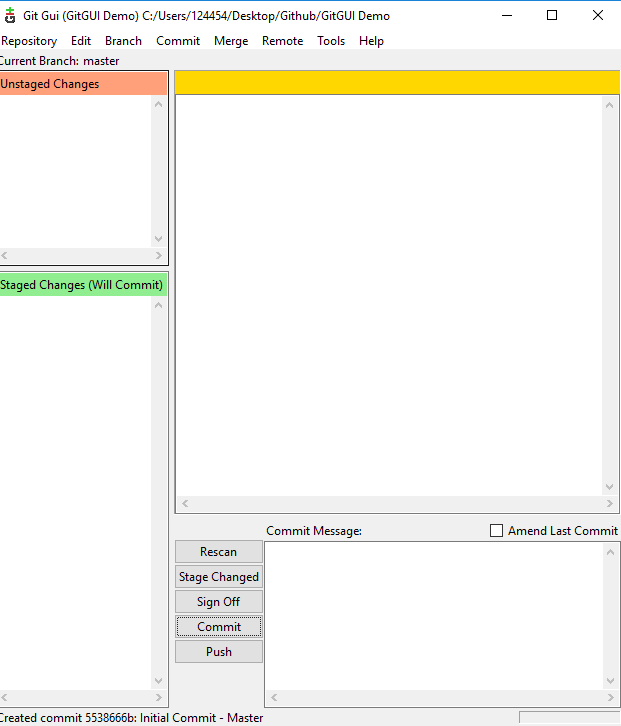 Git Gui (GitGUI Demo) C:/Users/124454/Desktop/Github/GitGUI Demo
Repository Edit Branch Commit Merge Remote Tools Help
Current Branch: master
Unstaged Changes
Staged Changes (Will Commit)
Commit Message:
Amend Last Commit
Rescan
Stage Changed
Sign Off
Commit
Push
Created commit 5538666b: Initial Commit - Master